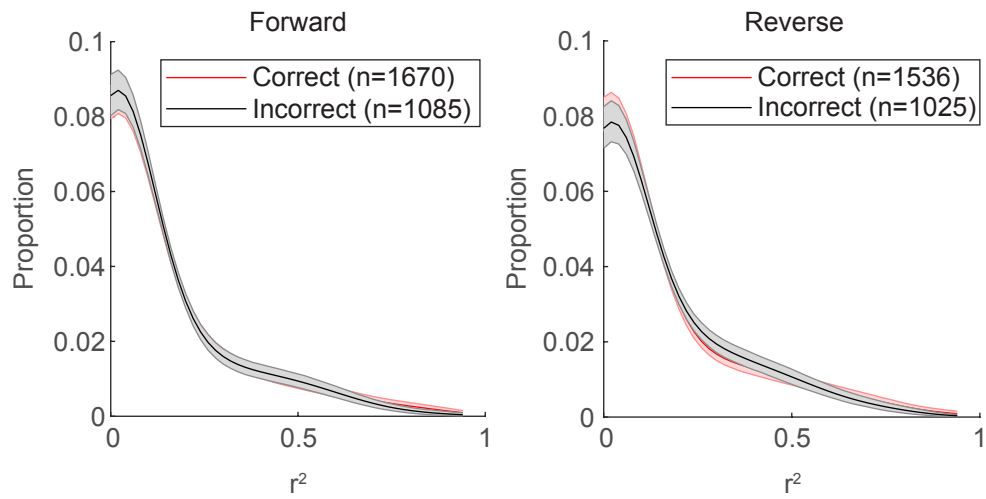 Forward
0.1
0.08
0.06
0.04
0.02
0
Proportion
Correct (n=1670)
Incorrect (n=1085)
0
0.5
1
r²
Reverse
0.1
0.08
0.06
0.04
0.02
0
Proportion
Correct (n=1536)
Incorrect (n=1025)
0
0.5
1
r²